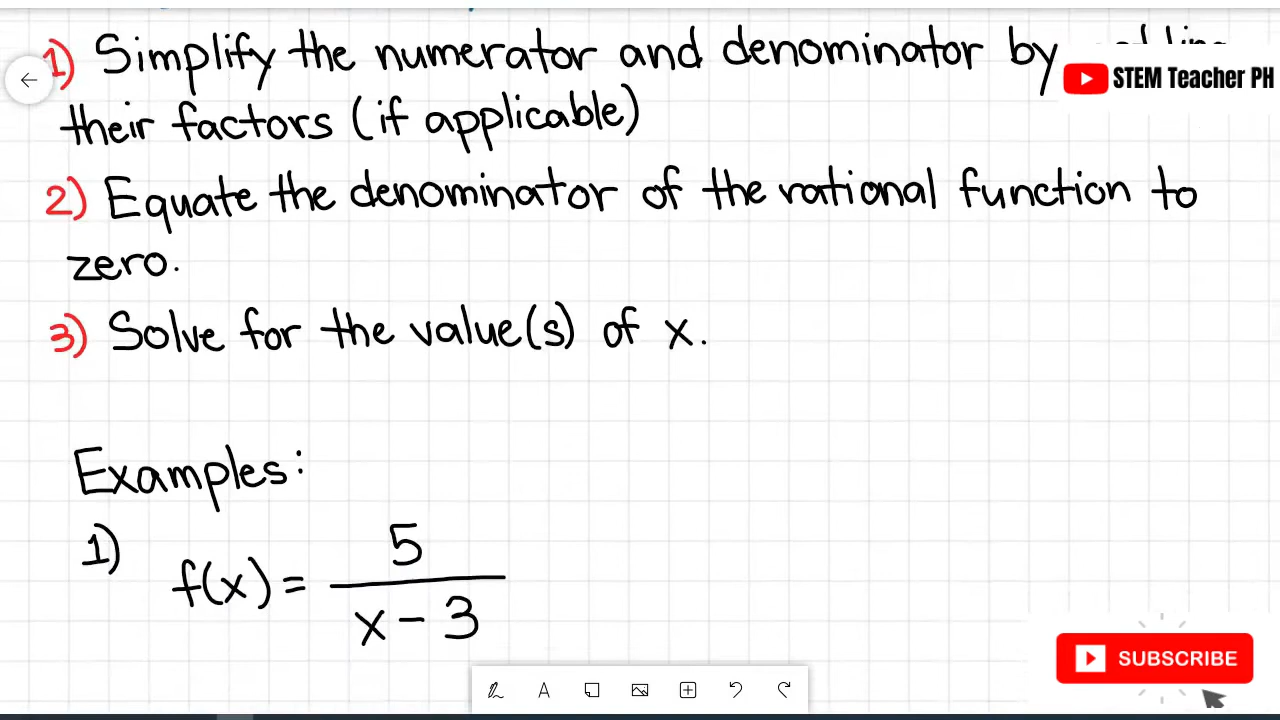 1) Simplify the numerator and denominator by
STEM Teacher PH
their factors (if applicable)
2) Equate the denominator of the rational function to
zero.
3) Solve for the value(s) of x.
Examples:
1)
5
f(x) =
x - 3
SUBSCRIBE
A